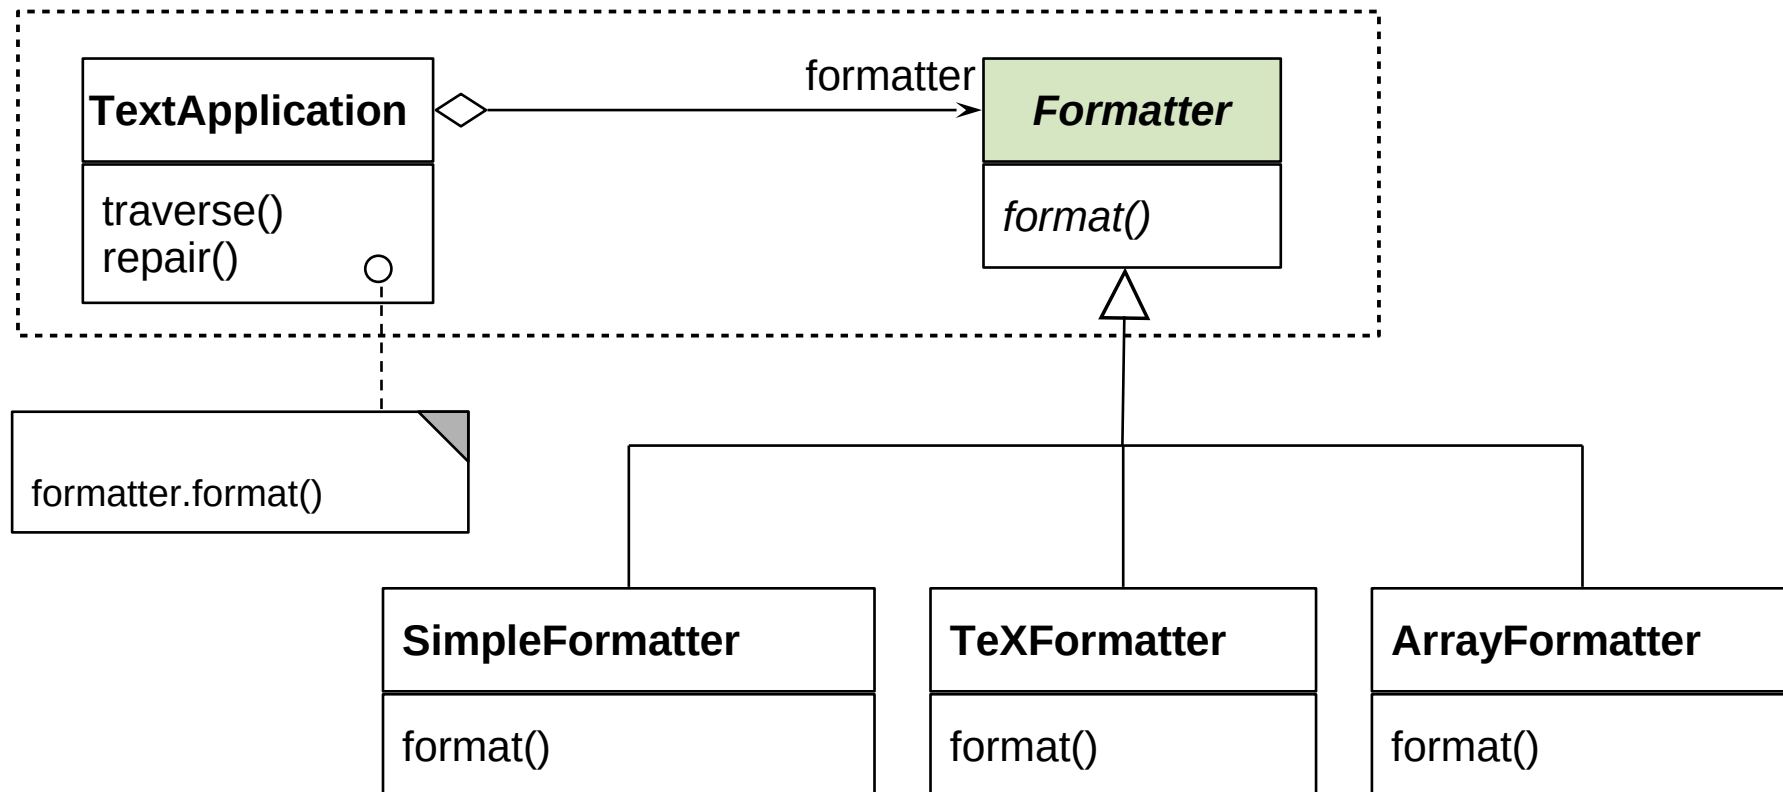 formatter
TextApplication
Formatter
traverse()
repair()
format()
formatter.format()
SimpleFormatter
TeXFormatter
ArrayFormatter
format()
format()
format()